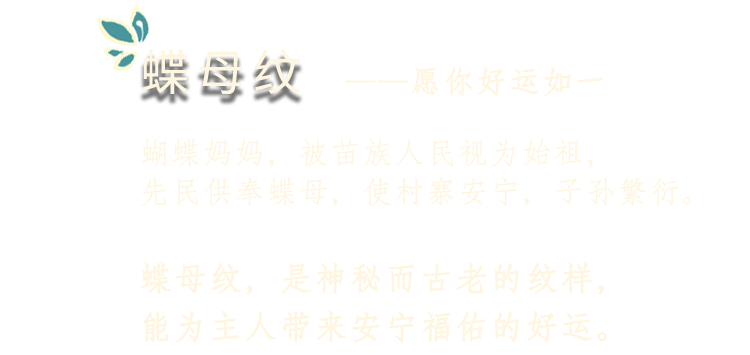 蝶母纹 ——愿你好运如一
蝴蝶妈妈，被苗族人民视为始祖，
先民供奉蝶母，使村寨安宁，子孙繁衍。
蝶母纹，是神秘而古老的纹样，
能为主人带来安宁福佑的好运。